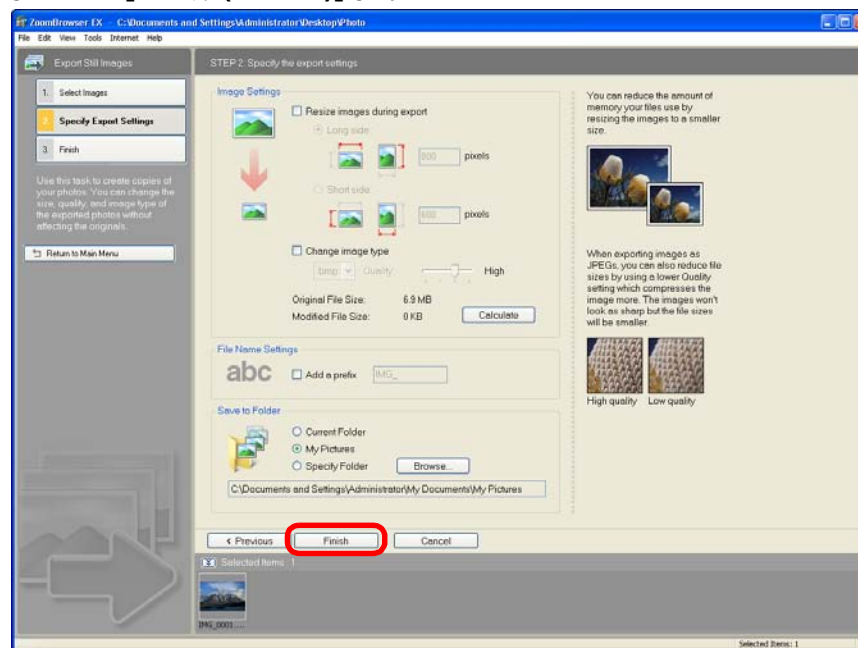 ZoomBrowser EX - C:\Documents and Settings\Administrator\Desktop\Photo
File Edit View Tools Internet Help
Export Still Images
STEP 2: Specify the export settings
1. Select Images
2. Specify Export Settings
3. Finish
Use this task to create copies of
your photos. You can change the
size, quality, and image type of
the exported photos without
affecting the originals.
Return to Main Menu
Image Settings
Resize images during export
Long side
800 pixels
Short side
600 pixels
Change image type
bmp Quality High
Original File Size: 6.9 MB
Modified File Size: 0 KB Calculate
File Name Settings
abc Add a prefix IMG_
Save to Folder
Current Folder
My Pictures
Specify Folder Browse...
C:\Documents and Settings\Administrator\My Documents\My Pictures
You can reduce the amount of
memory your files use by
resizing the images to a smaller
size.
When exporting images as
JPEGs, you can also reduce file
sizes by using a lower Quality
setting which compresses the
image more. The images won't
look as sharp but the file sizes
will be smaller.
High quality Low quality
< Previous Finish Cancel
Selected Items: 1
IMG_0001....
Selected Items: 1